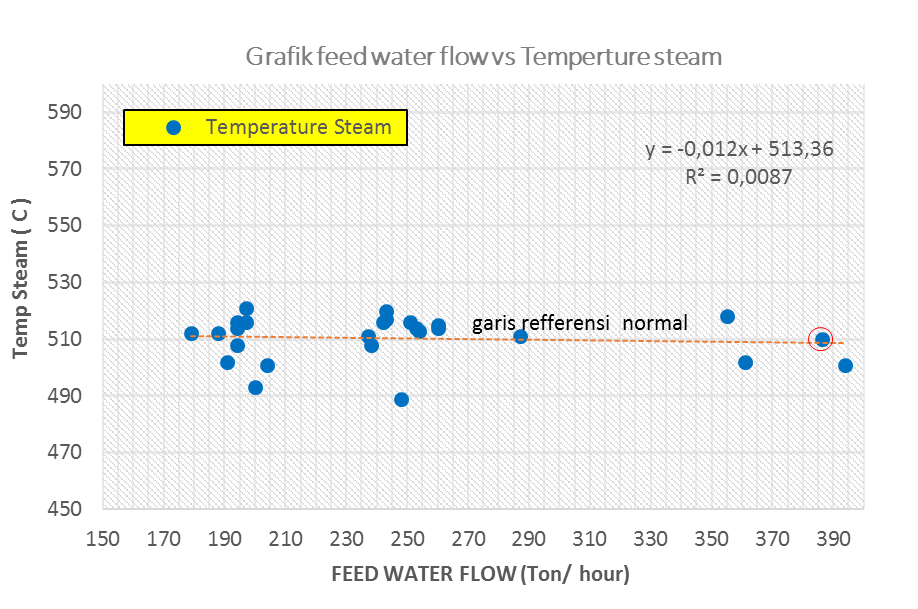 Grafik feed water flow vs Temperture steam
590
570
550
530
510
490
470
450
Temp Steam ( C )
Temperature Steam
y = -0,012x + 513,36
R² = 0,0087
garis refferensi normal
150 170 190 210 230 250 270 290 310 330 350 370 390
FEED WATER FLOW (Ton/ hour)